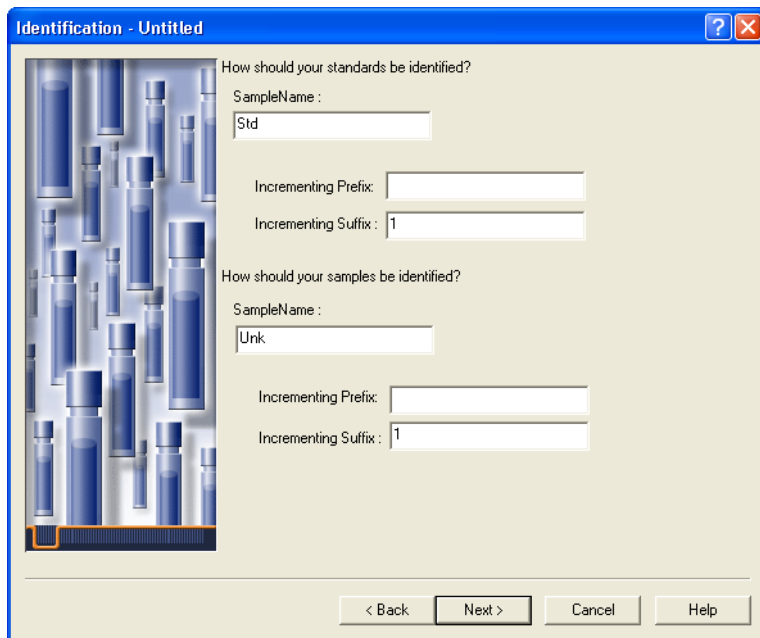 Identification - Untitled
How should your standards be identified?
SampleName :
Std
Incrementing Prefix:
Incrementing Suffix : 1
How should your samples be identified?
SampleName :
Unk
Incrementing Prefix:
Incrementing Suffix : 1
< Back Next > Cancel Help